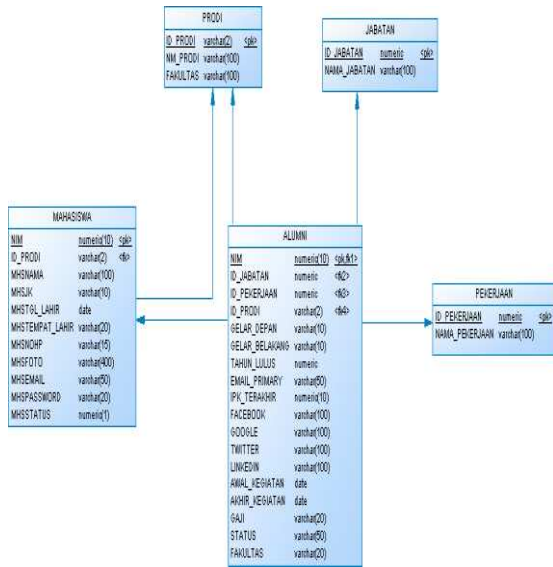 PRODI
ID_PRODI varchar(2) <pk>
NM_PRODI varchar(100)
FAKULTAS varchar(100)
JABATAN
ID_JABATAN numeric <pk>
NAMA_JABATAN varchar(100)
MAHASISWA
NIM numeric(10) <pk>
ID_PRODI varchar(2) <fk>
MHSNAMA varchar(100)
MHSJK varchar(10)
MHSTGL_LAHIR date
MHSTEMPAT_LAHIR varchar(20)
MHSNOHP varchar(15)
MHSFOTO varchar(400)
MHSEMAIL varchar(50)
MHSPASSWORD varchar(20)
MHSSTATUS numeric(1)
ALUMNI
NIM numeric(10) <pk,fk1>
ID_JABATAN numeric <fk2>
ID_PEKERJAAN numeric <fk3>
ID_PRODI varchar(2) <fk4>
GELAR_DEPAN varchar(10)
GELAR_BELAKANG varchar(10)
TAHUN_LULUS numeric
EMAIL_PRIMARY varchar(50)
IPK_TERAKHIR numeric(10)
FACEBOOK varchar(100)
GOOGLE varchar(100)
TWITTER varchar(100)
LINKEDIN varchar(100)
AWAL_KEGIATAN date
AKHIR_KEGIATAN date
GAJI varchar(20)
STATUS varchar(50)
FAKULTAS varchar(20)
PEKERJAAN
ID_PEKERJAAN numeric <pk>
NAMA_PEKERJAAN varchar(100)